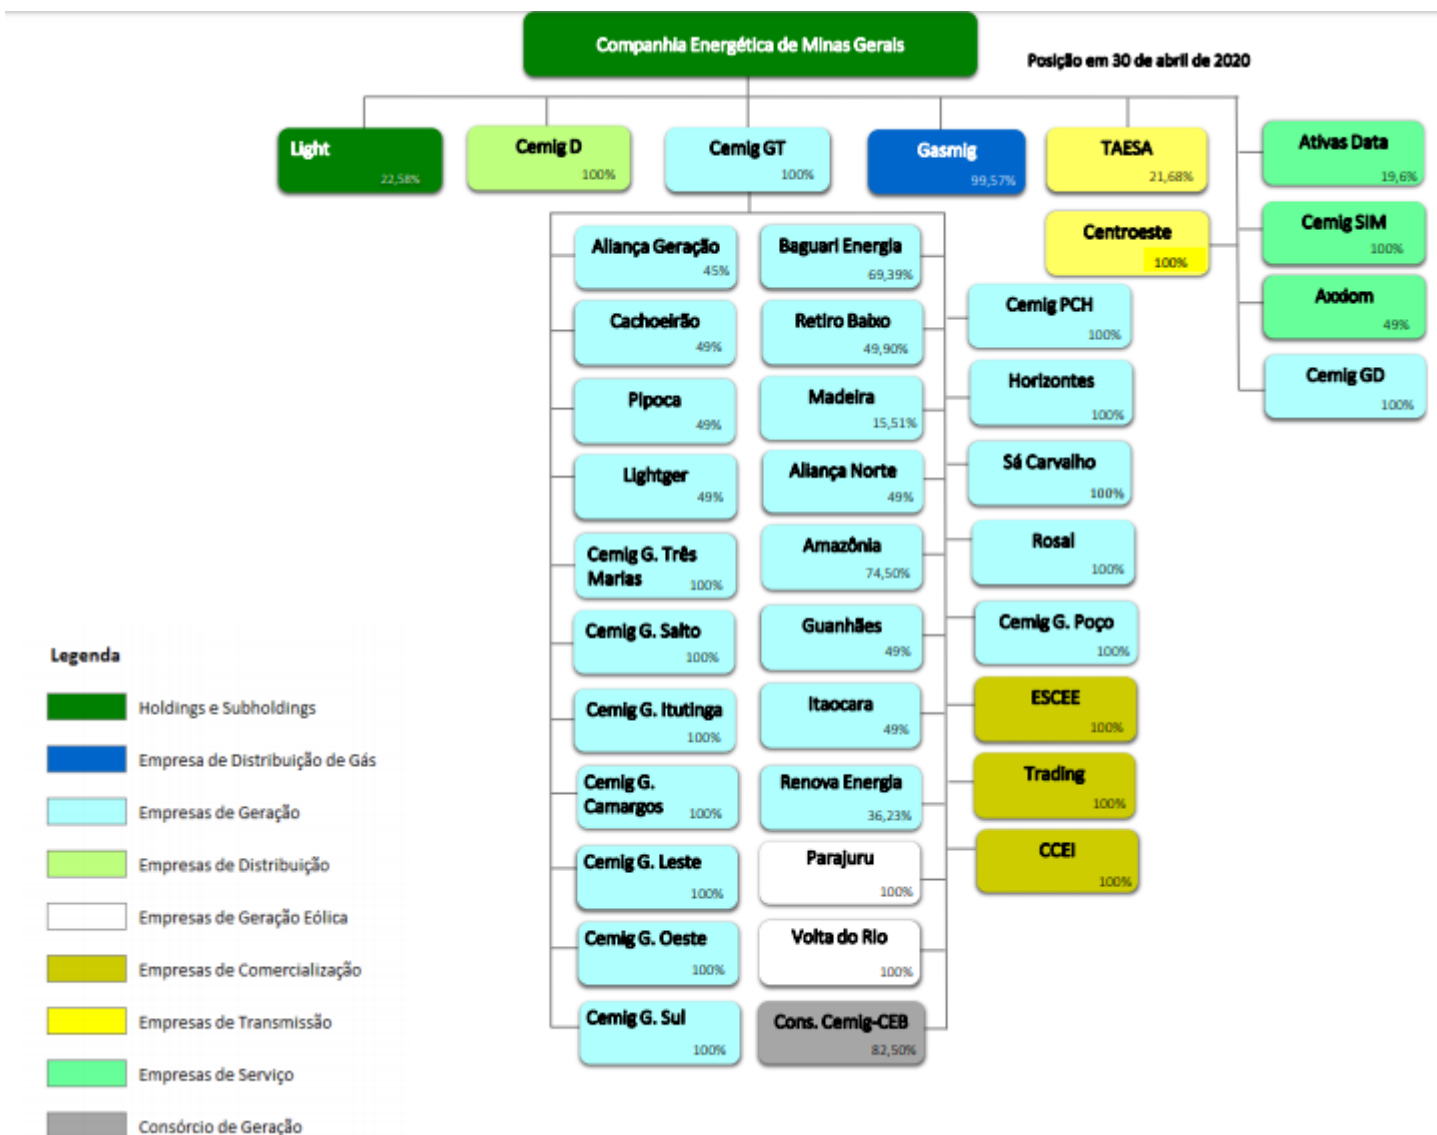 Companhia Energética de Minas Gerais
Posição em 30 de abril de 2020
Light
22,58%
Cemig D
100%
Cemig GT
100%
Gasmig
99,57%
TAESA
21,68%
Ativas Data
19,6%
Centroeste
100%
Cemig SIM
100%
Axxiom
49%
Cemig GD
100%
Aliança Geração
45%
Cachoeirão
49%
Pipoca
49%
Lightger
49%
Cemig G. Três
Marias
100%
Cemig G. Salto
100%
Cemig G. Itutinga
100%
Cemig G.
Camargos
100%
Cemig G. Leste
100%
Cemig G. Oeste
100%
Cemig G. Sul
100%
Baguari Energia
69,39%
Retiro Baixo
49,90%
Madeira
15,51%
Aliança Norte
49%
Amazônia
74,50%
Guanhães
49%
Itaocara
49%
Renova Energia
36,23%
Parajuru
100%
Volta do Rio
100%
Cons. Cemig-CEB
82,50%
Cemig PCH
100%
Horizontes
100%
Sá Carvalho
100%
Rosal
100%
Cemig G. Poço
100%
ESCEE
100%
Trading
100%
CCEI
100%
Legenda
Holdings e Subholdings
Empresa de Distribuição de Gás
Empresas de Geração
Empresas de Distribuição
Empresas de Geração Eólica
Empresas de Comercialização
Empresas de Transmissão
Empresas de Serviço
Consórcio de Geração